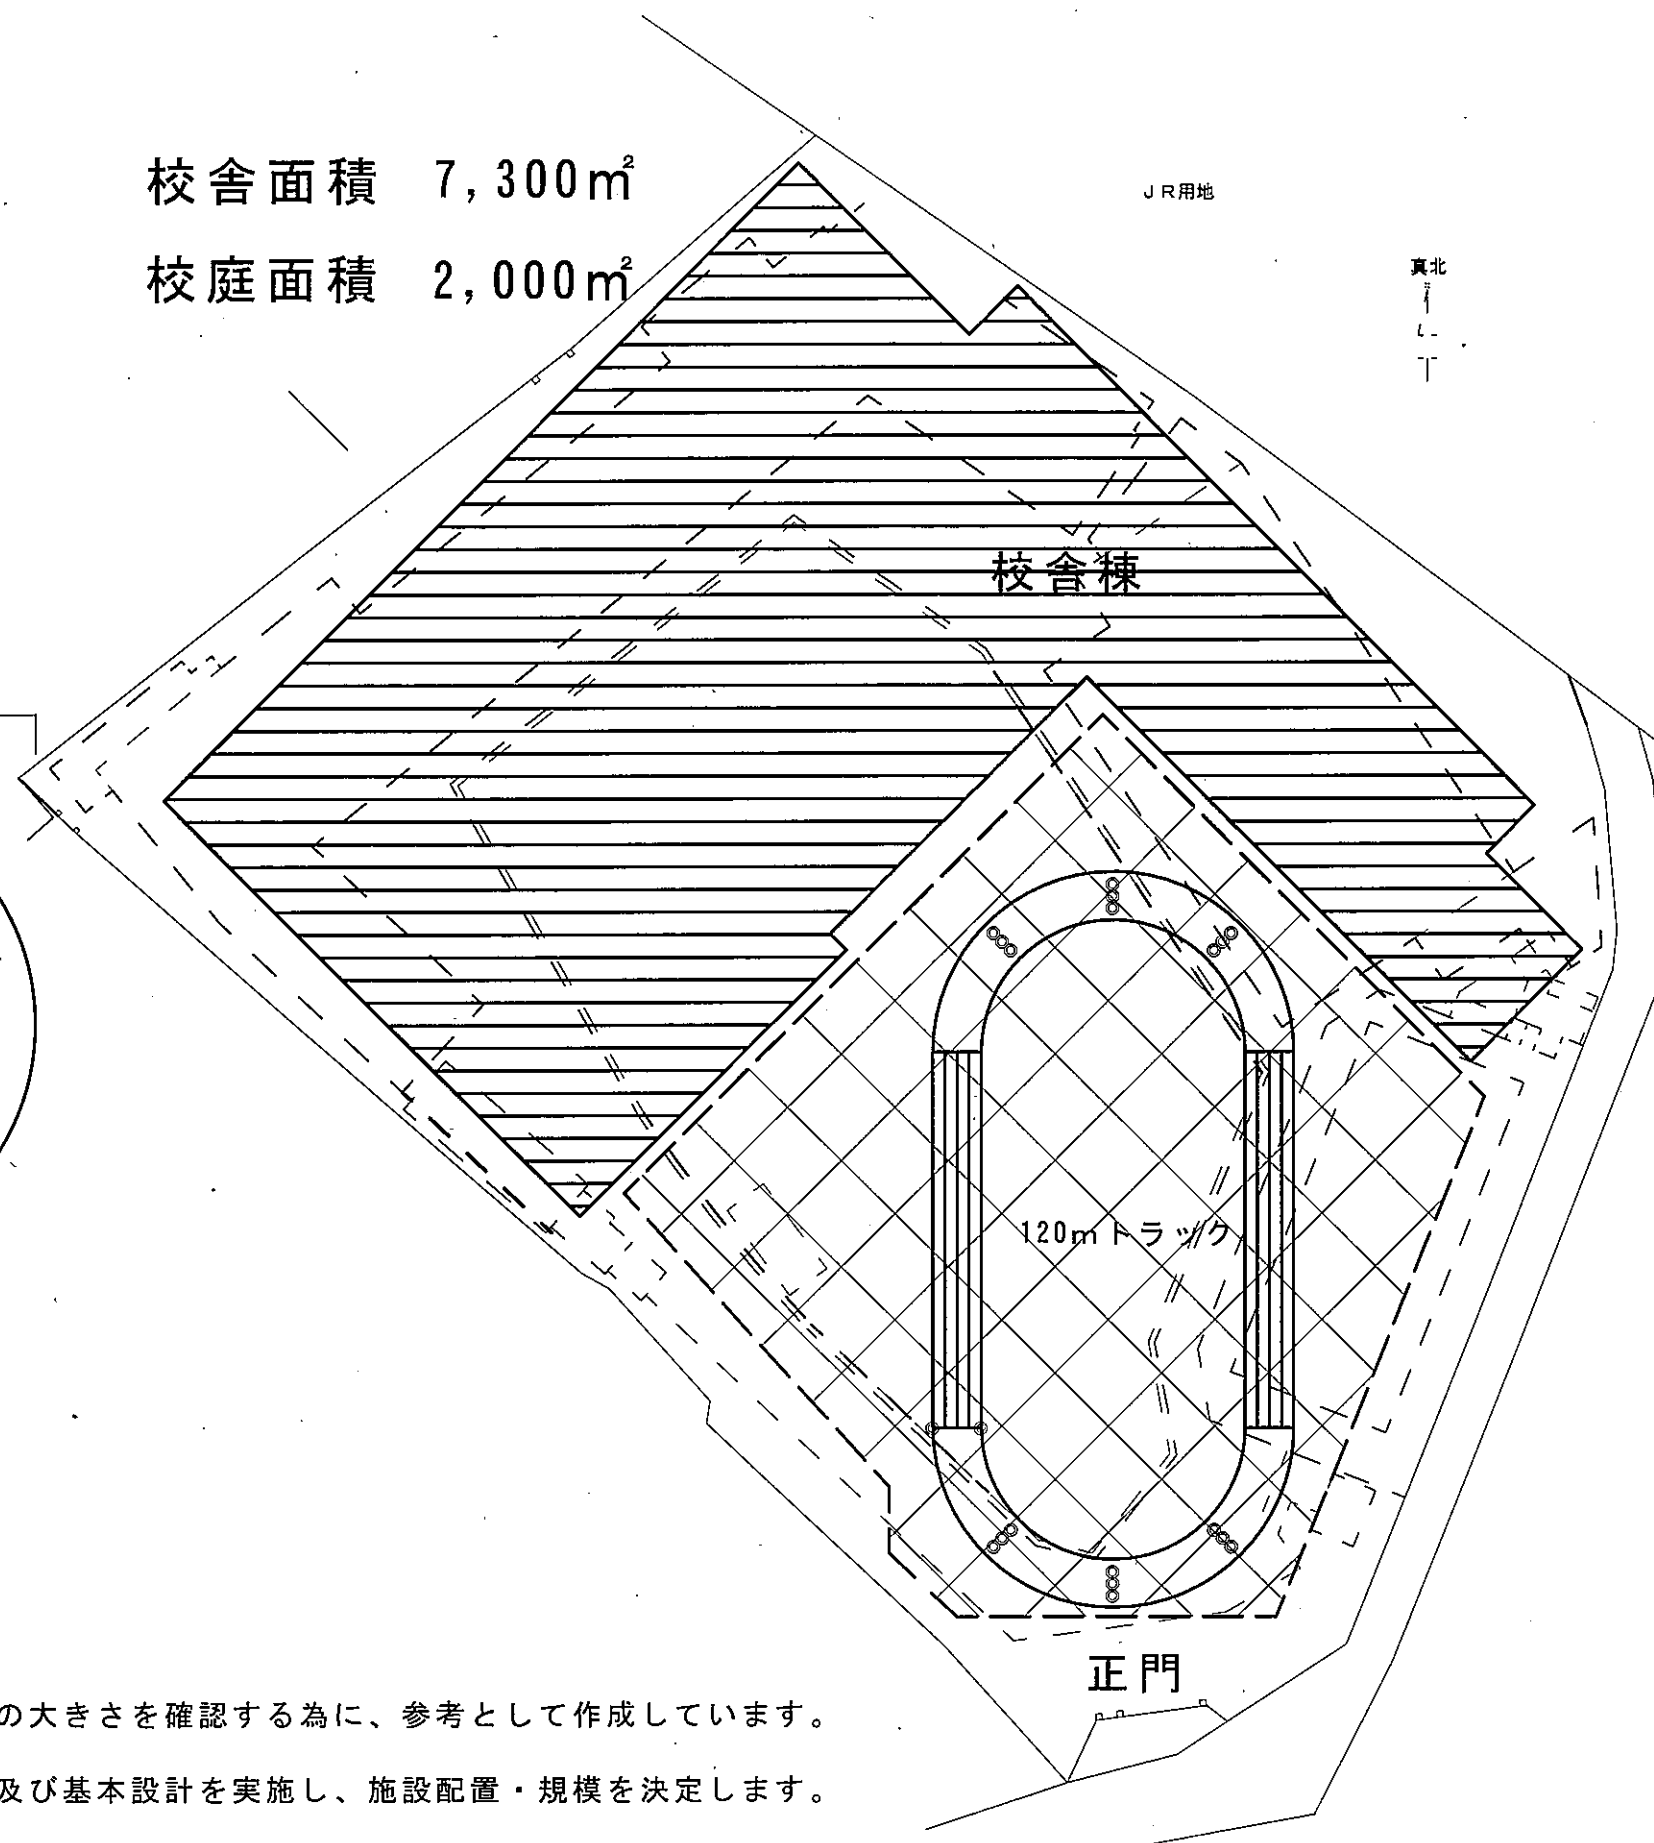 校舎面積 7,300㎡
校庭面積 2,000㎡
JR用地
真北
校舎棟
120mトラック
正門
の大きさを確認する為に、参考として作成しています。
及び基本設計を実施し、施設配置・規模を決定します。